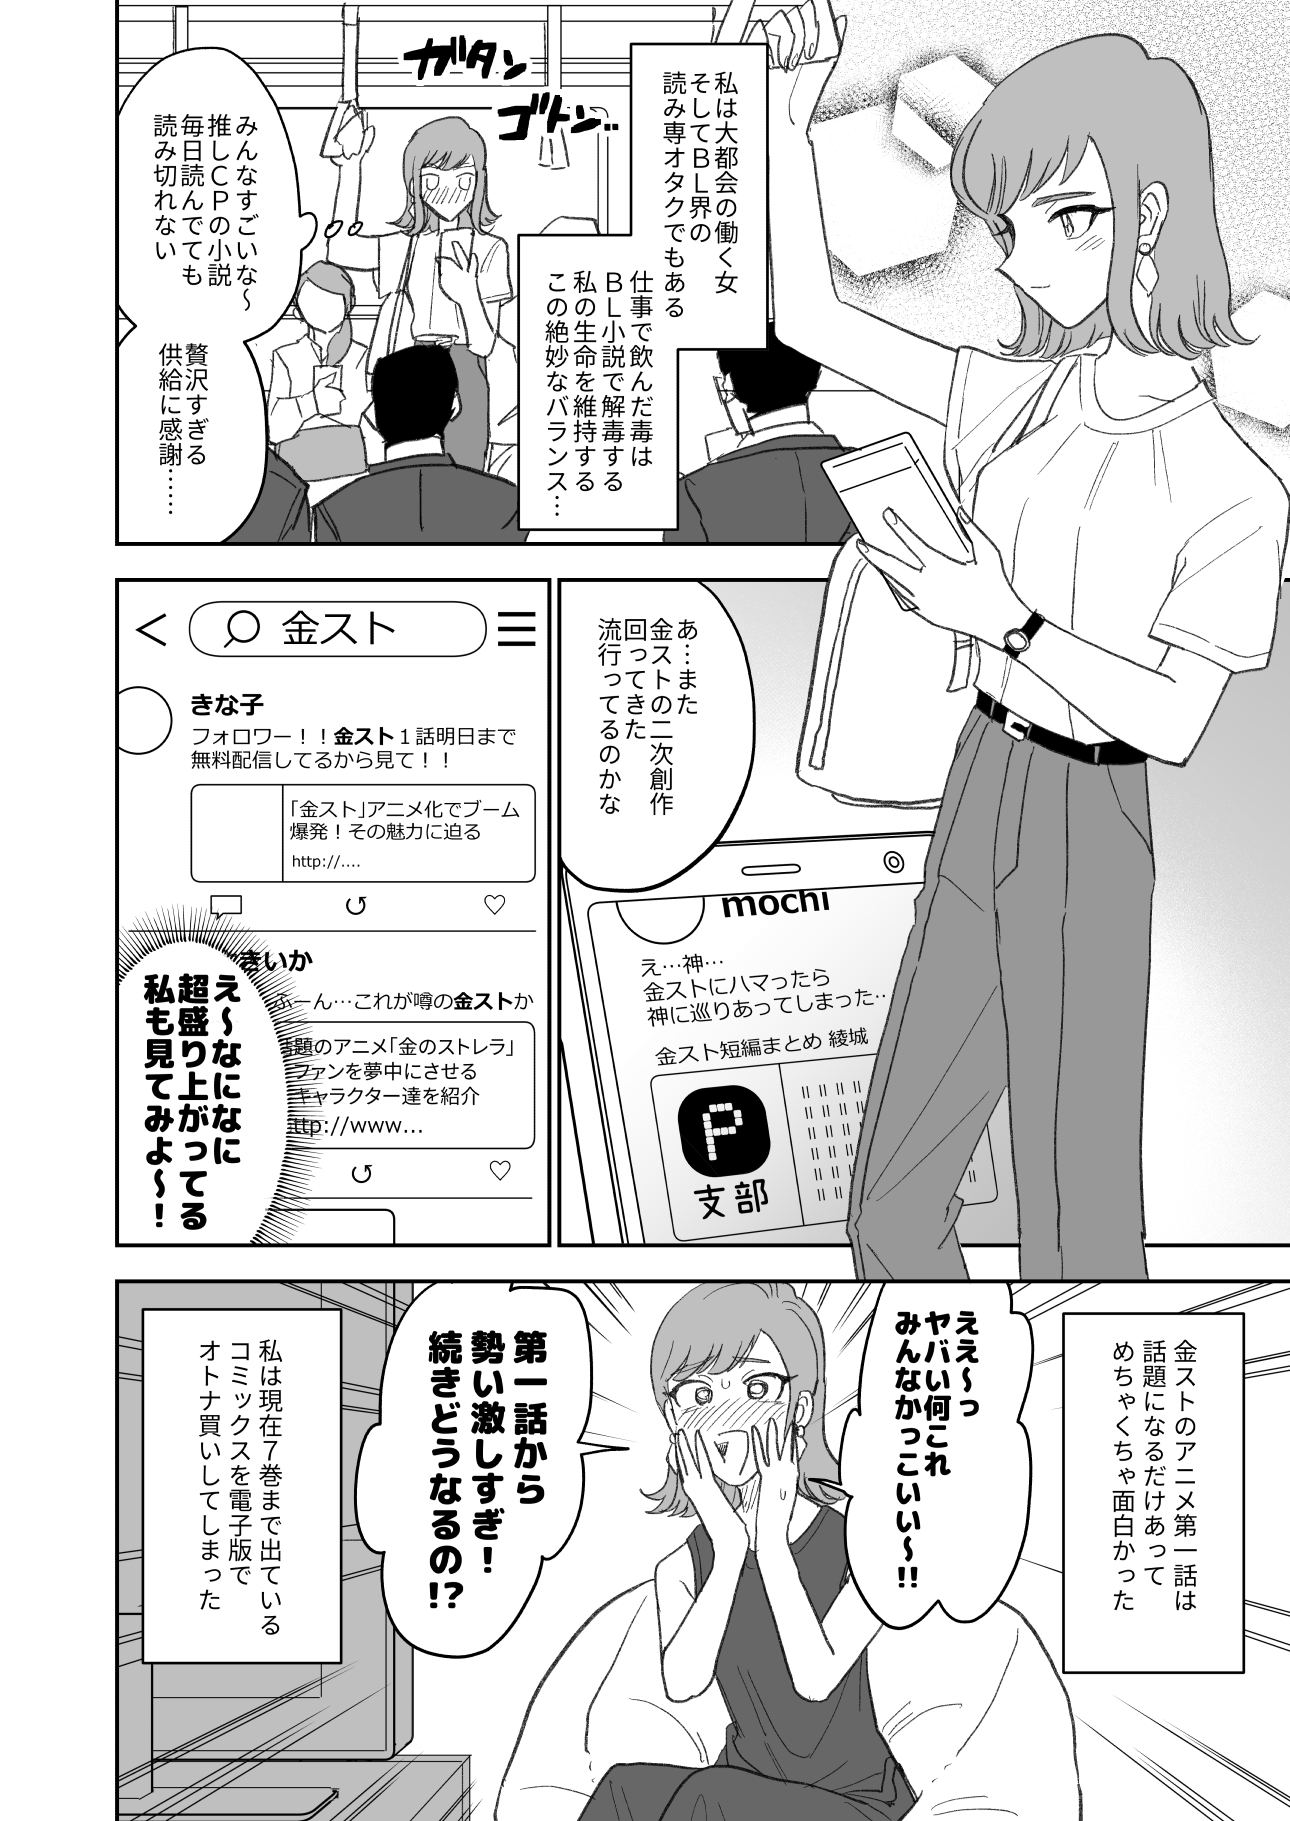 私は大都会の働く女
そしてBL界の
読み専オタクでもある
仕事で飲んだ毒は
BL小説で解毒する
私の生命を維持する
この絶妙なバランス…
ガタン
ゴトン‥
みんなすごいな〜
推しCPの小説
毎日読んでても
読み切れない
贅沢すぎる
供給に感謝……
あ…また
金ストの二次創作
回ってきた
流行ってるのかな
mochi
え…神…
金ストにハマったら
神に巡りあってしまった‥
金スト短編まとめ 綾城
P
支部
金スト
きな子
フォロワー！！金スト１話明日まで
無料配信してるから見て！！
「金スト」アニメ化でブーム
爆発！その魅力に迫る
http://....
きいか
ふーん…これが噂の金ストか
題のアニメ「金のストレラ」
ファンを夢中にさせる
キャラクター達を紹介
ttp://www...
え〜なになに
超盛り上がってる
私も見てみよ〜！
金ストのアニメ第一話は
話題になるだけあって
めちゃくちゃ面白かった
ええ〜っ
ヤバい何これ
みんなかっこいい〜!!
第一話から
勢い激しすぎ！
続きどうなるの!?
私は現在7巻まで出ている
コミックスを電子版で
オトナ買いしてしまった